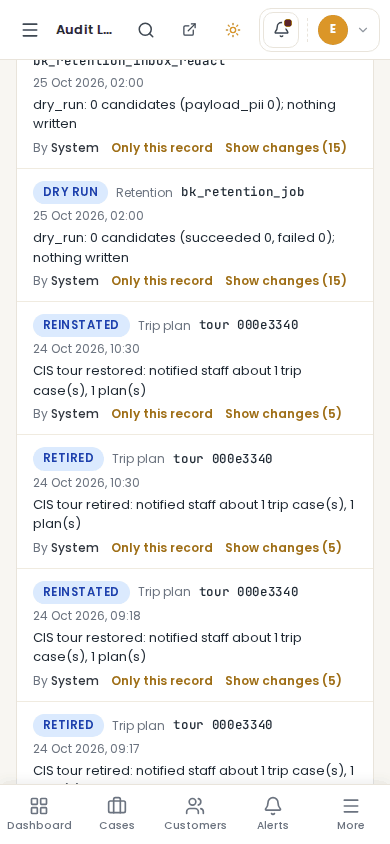 Audit L...
E
bk_retention_inbox_redact
25 Oct 2026, 02:00
dry_run: 0 candidates (payload_pii 0); nothing
written
By System Only this record Show changes (15)
DRY RUN Retention bk_retention_job
25 Oct 2026, 02:00
dry_run: 0 candidates (succeeded 0, failed 0);
nothing written
By System Only this record Show changes (15)
REINSTATED Trip plan tour 000e3340
24 Oct 2026, 10:30
CIS tour restored: notified staff about 1 trip
case(s), 1 plan(s)
By System Only this record Show changes (5)
RETIRED Trip plan tour 000e3340
24 Oct 2026, 10:30
CIS tour retired: notified staff about 1 trip case(s), 1
plan(s)
By System Only this record Show changes (5)
REINSTATED Trip plan tour 000e3340
24 Oct 2026, 09:18
CIS tour restored: notified staff about 1 trip
case(s), 1 plan(s)
By System Only this record Show changes (5)
RETIRED Trip plan tour 000e3340
24 Oct 2026, 09:17
CIS tour retired: notified staff about 1 trip case(s), 1
Dashboard Cases Customers Alerts More